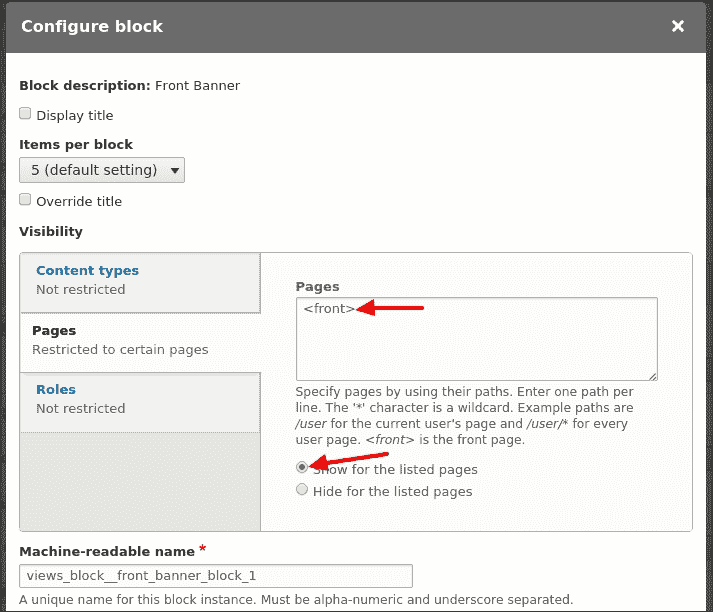 Configure block
Block description: Front Banner
Display title
Items per block
5 (default setting)
Override title
Visibility
Content types
Not restricted
Pages
Restricted to certain pages
Roles
Not restricted
Pages
<front>
Specify pages by using their paths. Enter one path per
line. The '*' character is a wildcard. Example paths are
/user for the current user's page and /user/* for every
user page. <front> is the front page.
Show for the listed pages
Hide for the listed pages
Machine-readable name *
views_block__front_banner_block_1
A unique name for this block instance. Must be alpha-numeric and underscore separated.